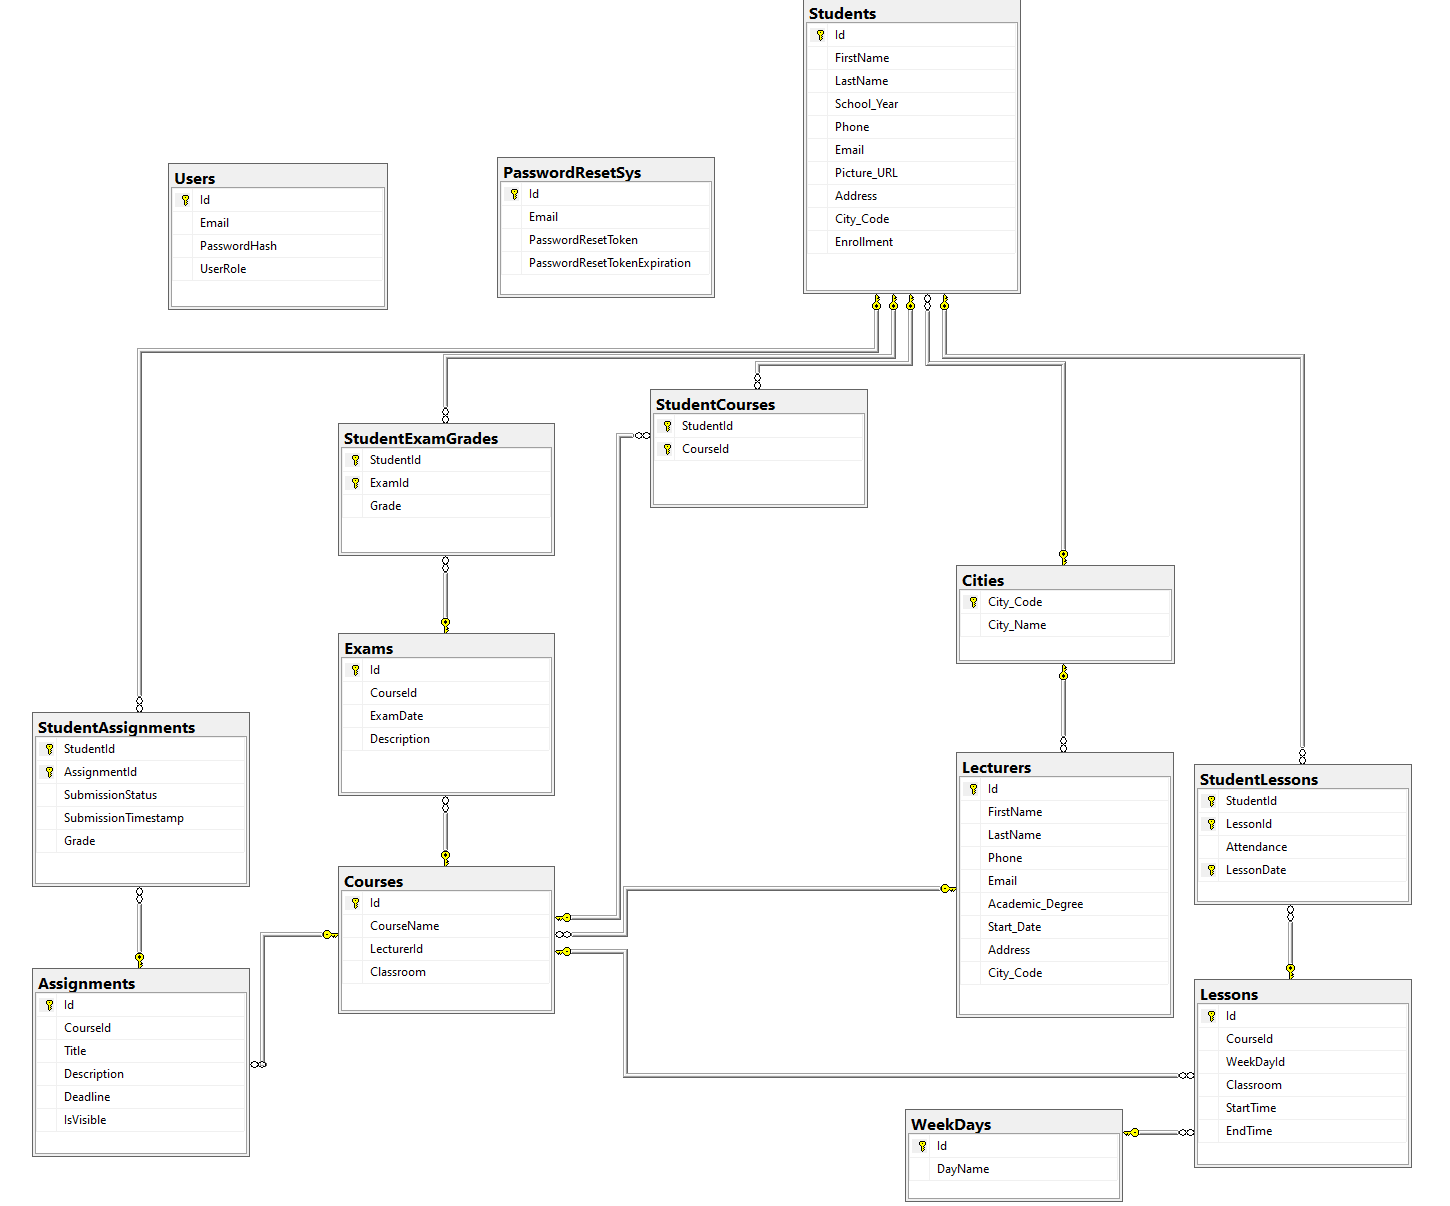 Students
Id
FirstName
LastName
School_Year
Phone
Email
Picture_URL
Address
City_Code
Enrollment
Users
Id
Email
PasswordHash
UserRole
PasswordResetSys
Id
Email
PasswordResetToken
PasswordResetTokenExpiration
StudentCourses
StudentId
CourseId
StudentExamGrades
StudentId
ExamId
Grade
Cities
City_Code
City_Name
Exams
Id
CourseId
ExamDate
Description
StudentAssignments
StudentId
AssignmentId
SubmissionStatus
SubmissionTimestamp
Grade
Lecturers
Id
FirstName
LastName
Phone
Email
Academic_Degree
Start_Date
Address
City_Code
StudentLessons
StudentId
LessonId
Attendance
LessonDate
Courses
Id
CourseName
LecturerId
Classroom
Assignments
Id
CourseId
Title
Description
Deadline
IsVisible
Lessons
Id
CourseId
WeekDayId
Classroom
StartTime
EndTime
WeekDays
Id
DayName